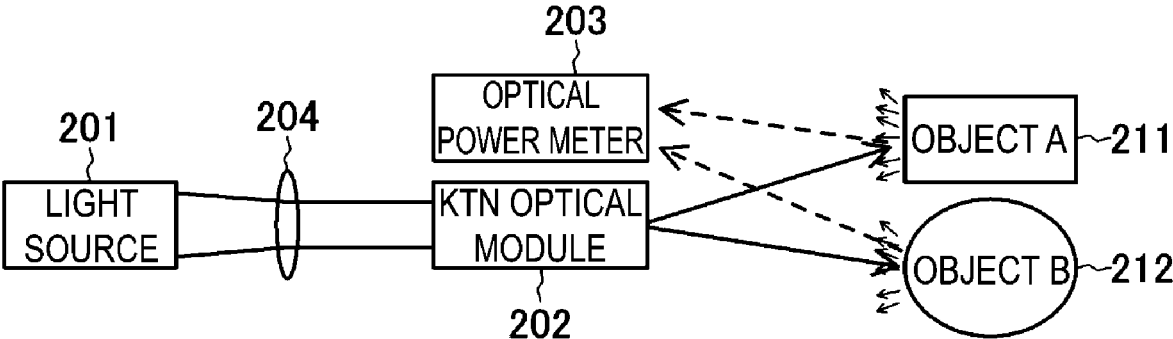 203
OPTICAL
POWER METER
201
204
LIGHT
SOURCE
KTN OPTICAL
MODULE
202
OBJECT A
211
OBJECT B
212